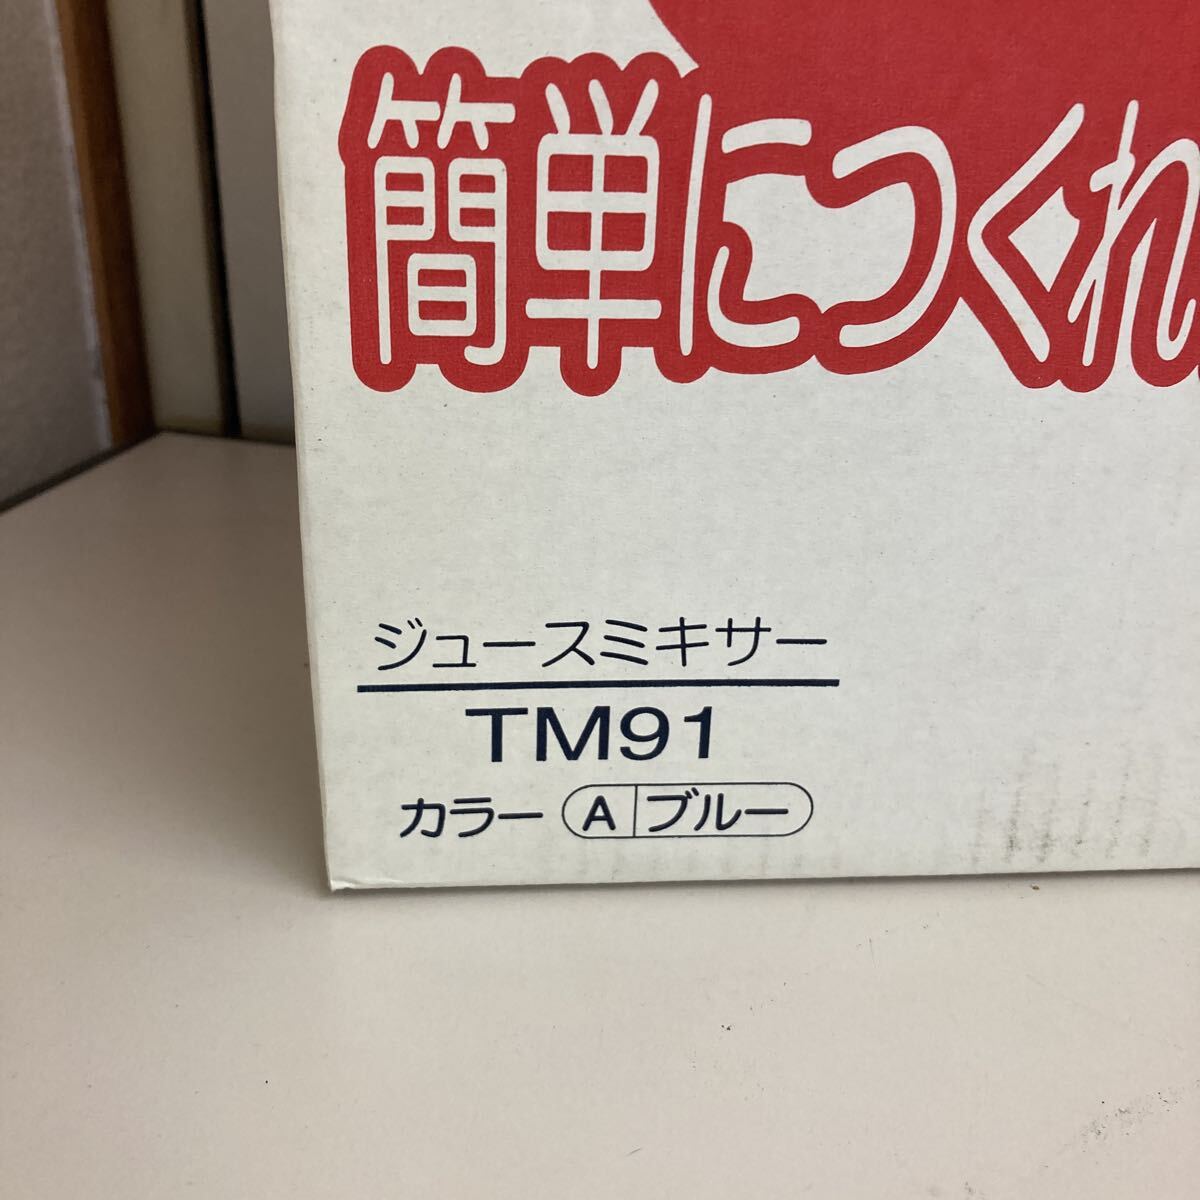 簡単につくれ
ジュースミキサー
TM91
カラー A ブルー